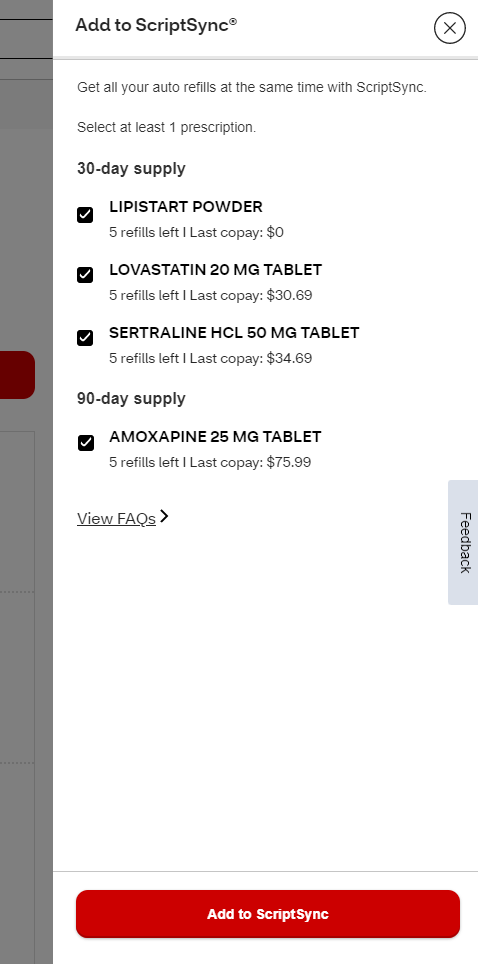 Add to ScriptSync®
Get all your auto refills at the same time with ScriptSync.
Select at least 1 prescription.
30-day supply
LIPISTART POWDER
5 refills left | Last copay: $0
LOVASTATIN 20 MG TABLET
5 refills left | Last copay: $30.69
SERTRALINE HCL 50 MG TABLET
5 refills left | Last copay: $34.69
90-day supply
AMOXAPINE 25 MG TABLET
5 refills left | Last copay: $75.99
View FAQs
Feedback
Add to ScriptSync